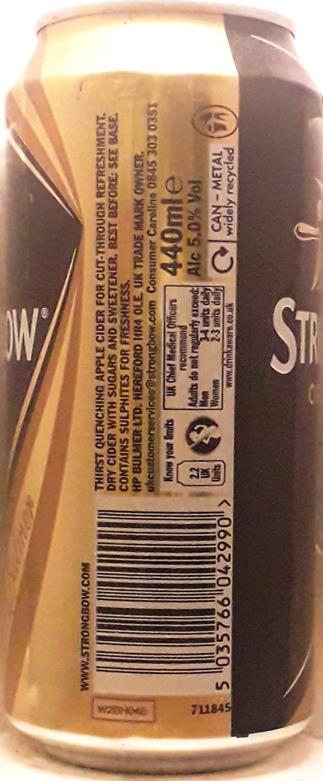 OW®
THIRST QUENCHING APPLE CIDER FOR CUT-THROUGH REFRESHMENT.
DRY CIDER WITH SUGARS AND SWEETENER. BEST BEFORE: SEE BASE.
CONTAINS SULPHITES FOR FRESHNESS.
HP BULMER LTD. HEREFORD HR4 0LE. UK TRADE MARK OWNER.
ukcustomerservices@strongbow.com Consumer Careline 0845 303 0351
440ml e
Alc 5.0% Vol
CAN – METAL
widely recycled
Know your limits
UK Chief Medical Officers
recommend
Adults do not regularly exceed:
Men 3-4 units daily
Women 2-3 units daily
www.drinkaware.co.uk
2.2
UK
Units
WWW.STRONGBOW.COM
5 035766 042990 >
W2BH04B
711845
STR
C